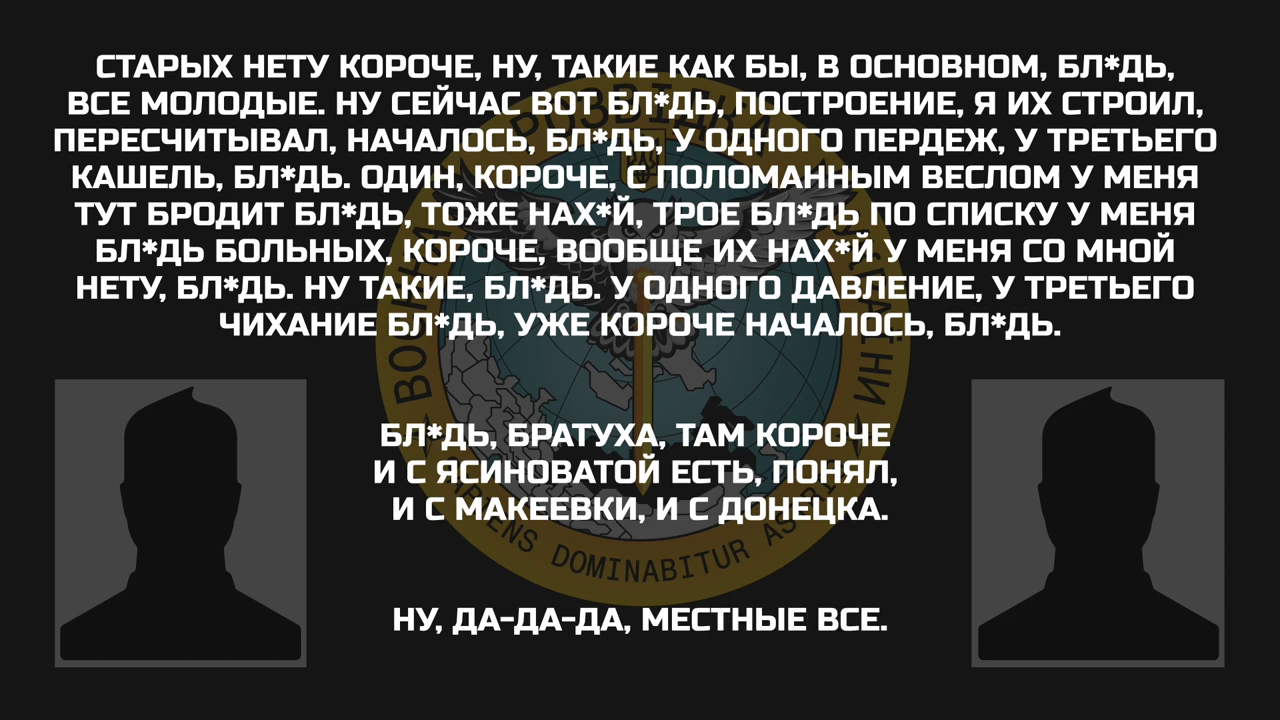 СТАРЫХ НЕТУ КОРОЧЕ, НУ, ТАКИЕ КАК БЫ, В ОСНОВНОМ, БЛ*ДЬ,
ВСЕ МОЛОДЫЕ. НУ СЕЙЧАС ВОТ БЛ*ДЬ, ПОСТРОЕНИЕ, Я ИХ СТРОИЛ,
ПЕРЕСЧИТЫВАЛ, НАЧАЛОСЬ, БЛ*ДЬ, У ОДНОГО ПЕРДЕЖ, У ТРЕТЬЕГО
КАШЕЛЬ, БЛ*ДЬ. ОДИН, КОРОЧЕ, С ПОЛОМАННЫМ ВЕСЛОМ У МЕНЯ
ТУТ БРОДИТ БЛ*ДЬ, ТОЖЕ НАХ*Й, ТРОЕ БЛ*ДЬ ПО СПИСКУ У МЕНЯ
БЛ*ДЬ БОЛЬНЫХ, КОРОЧЕ, ВООБЩЕ ИХ НАХ*Й У МЕНЯ СО МНОЙ
НЕТУ, БЛ*ДЬ. НУ ТАКИЕ, БЛ*ДЬ. У ОДНОГО ДАВЛЕНИЕ, У ТРЕТЬЕГО
ЧИХАНИЕ БЛ*ДЬ, УЖЕ КОРОЧЕ НАЧАЛОСЬ, БЛ*ДЬ.
БЛ*ДЬ, БРАТУХА, ТАМ КОРОЧЕ
И С ЯСИНОВАТОЙ ЕСТЬ, ПОНЯЛ,
И С МАКЕЕВКИ, И С ДОНЕЦКА.
НУ, ДА-ДА-ДА, МЕСТНЫЕ ВСЕ.
DOMINABITUR